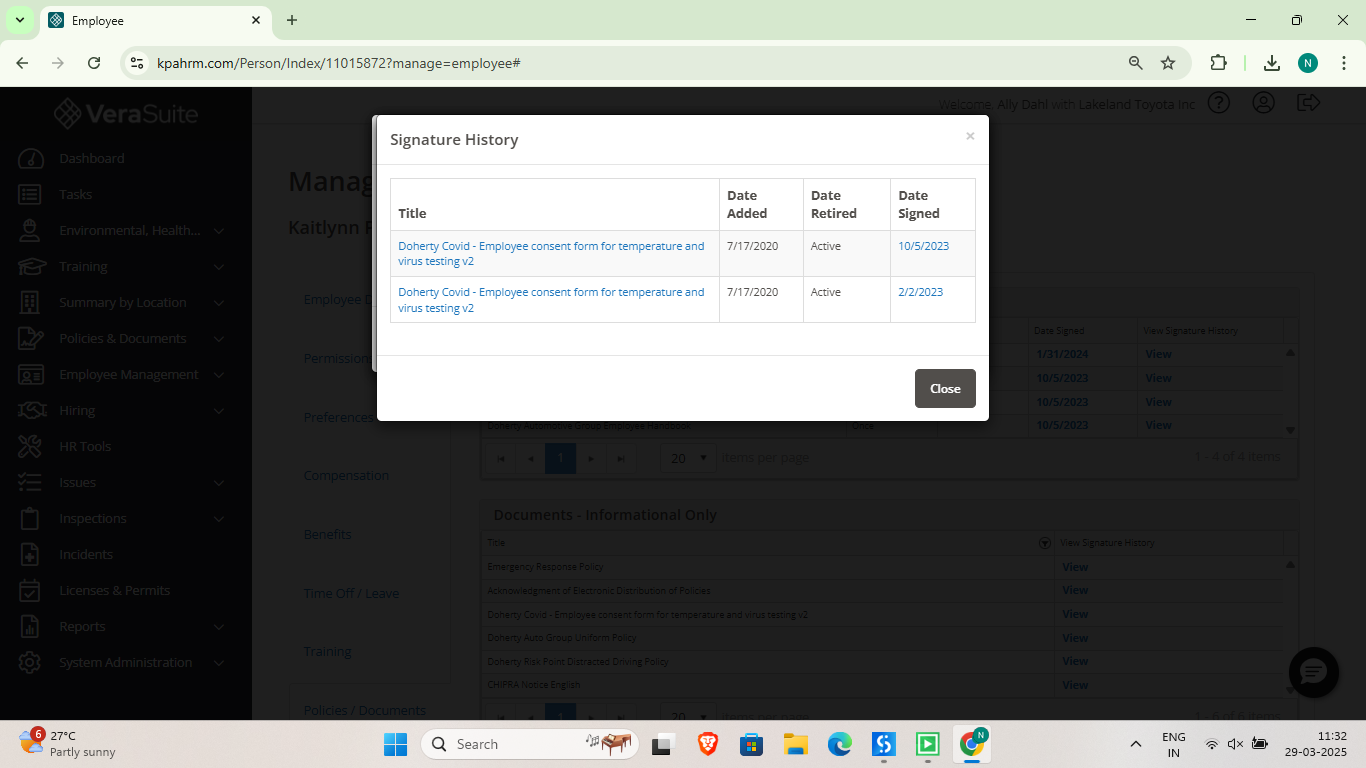 Employee
kpahrm.com/Person/Index/11015872?manage=employee#
N
VeraSuite
Welcome, Ally Dahl with Lakeland Toyota Inc
Dashboard
Tasks
Environmental, Health...
Training
Summary by Location
Policies & Documents
Employee Management
Hiring
HR Tools
Issues
Inspections
Incidents
Licenses & Permits
Reports
System Administration
Mana
Kaitlynn
Employee
Permission
Preferences
Compensation
Benefits
Time Off / Leave
Training
Policies / Documents
Signature History
×
Title Date Added Date Retired Date Signed
Doherty Covid - Employee consent form for temperature and 7/17/2020 Active 10/5/2023
virus testing v2
Doherty Covid - Employee consent form for temperature and 7/17/2020 Active 2/2/2023
virus testing v2
Close
Date Signed View Signature History
1/31/2024 View
10/5/2023 View
10/5/2023 View
Doherty Automotive Group Employee Handbook Once 10/5/2023 View
1 20 items per page 1 - 4 of 4 items
Documents - Informational Only
Title View Signature History
Emergency Response Policy View
Acknowledgment of Electronic Distribution of Policies View
Doherty Covid - Employee consent form for temperature and virus testing v2 View
Doherty Auto Group Uniform Policy View
Doherty Risk Point Distracted Driving Policy View
CHIPRA Notice English View
1 20 items per page 1 - 6 of 6 items
6
27°C
Partly sunny
Search
N
ENG
IN
11:32
29-03-2025